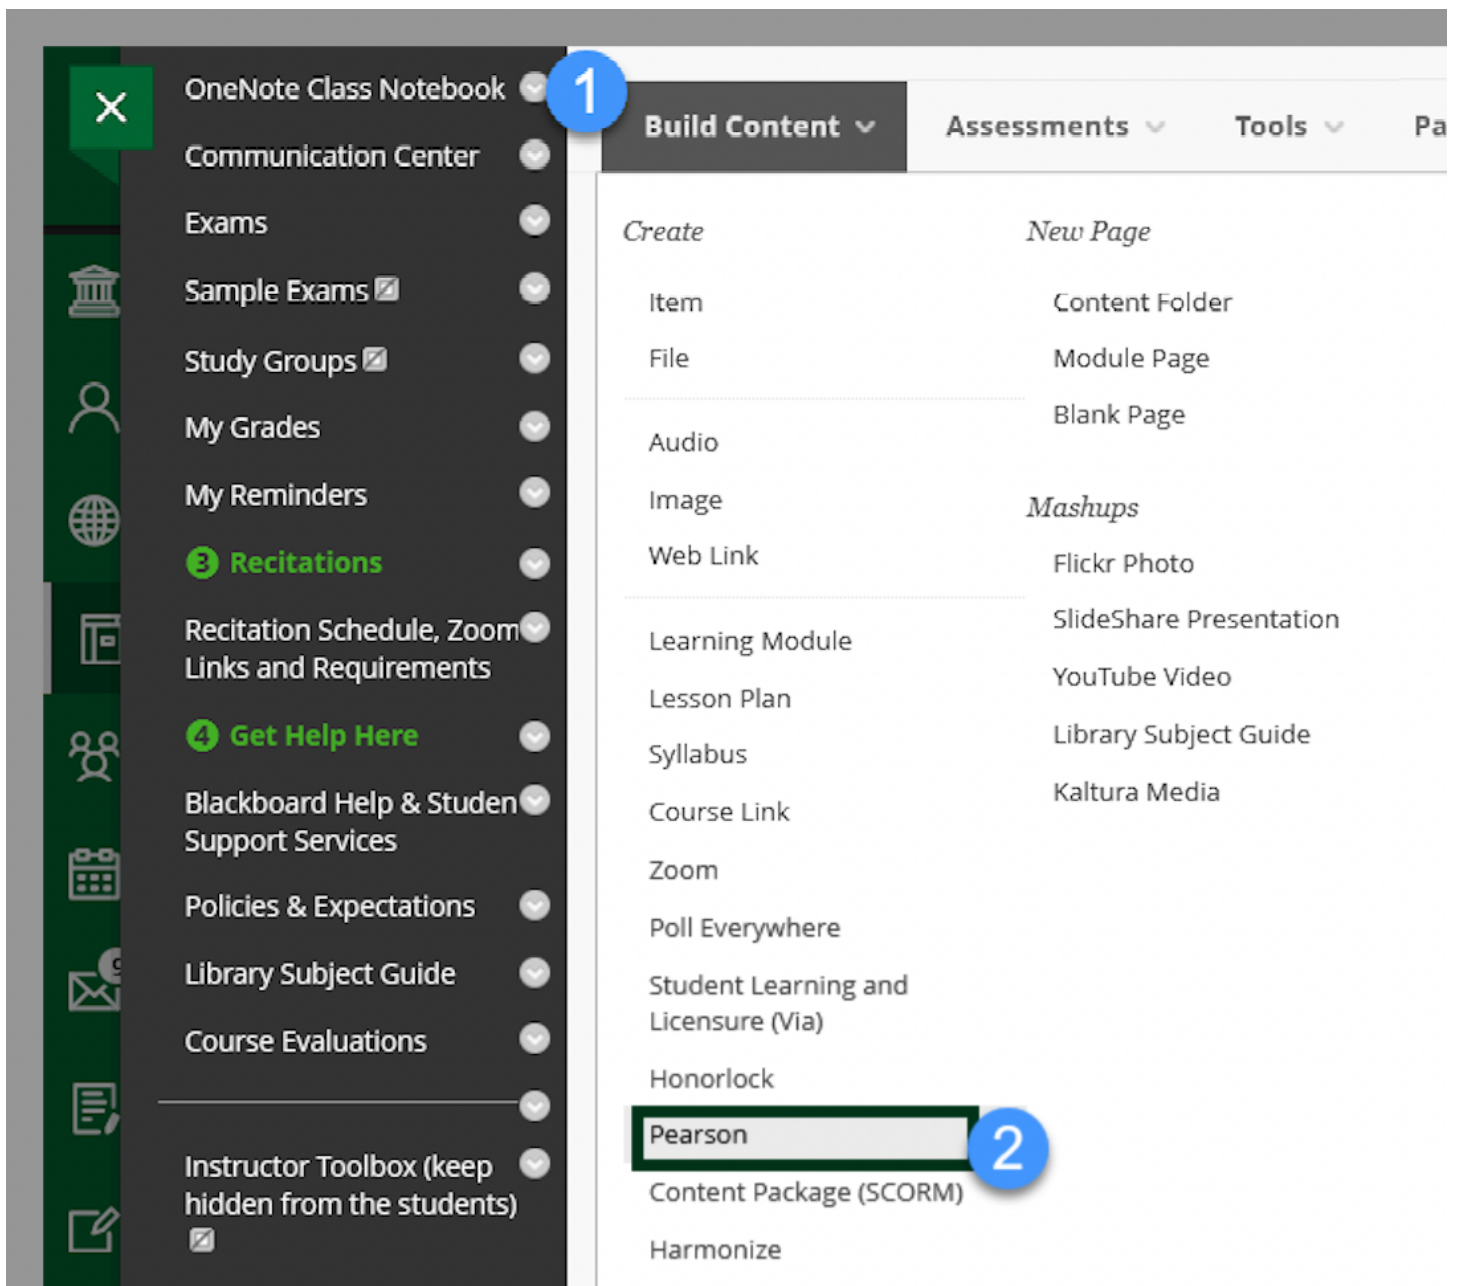 OneNote Class Notebook
Communication Center
Exams
Sample Exams
Study Groups
My Grades
My Reminders
3 Recitations
Recitation Schedule, Zoom
Links and Requirements
4 Get Help Here
Blackboard Help & Studen
Support Services
Policies & Expectations
Library Subject Guide
Course Evaluations
Instructor Toolbox (keep
hidden from the students)
9
1
Build Content
Assessments
Tools
Pa
Create
Item
File
Audio
Image
Web Link
Learning Module
Lesson Plan
Syllabus
Course Link
Zoom
Poll Everywhere
Student Learning and
Licensure (Via)
Honorlock
Pearson
2
Content Package (SCORM)
Harmonize
New Page
Content Folder
Module Page
Blank Page
Mashups
Flickr Photo
SlideShare Presentation
YouTube Video
Library Subject Guide
Kaltura Media